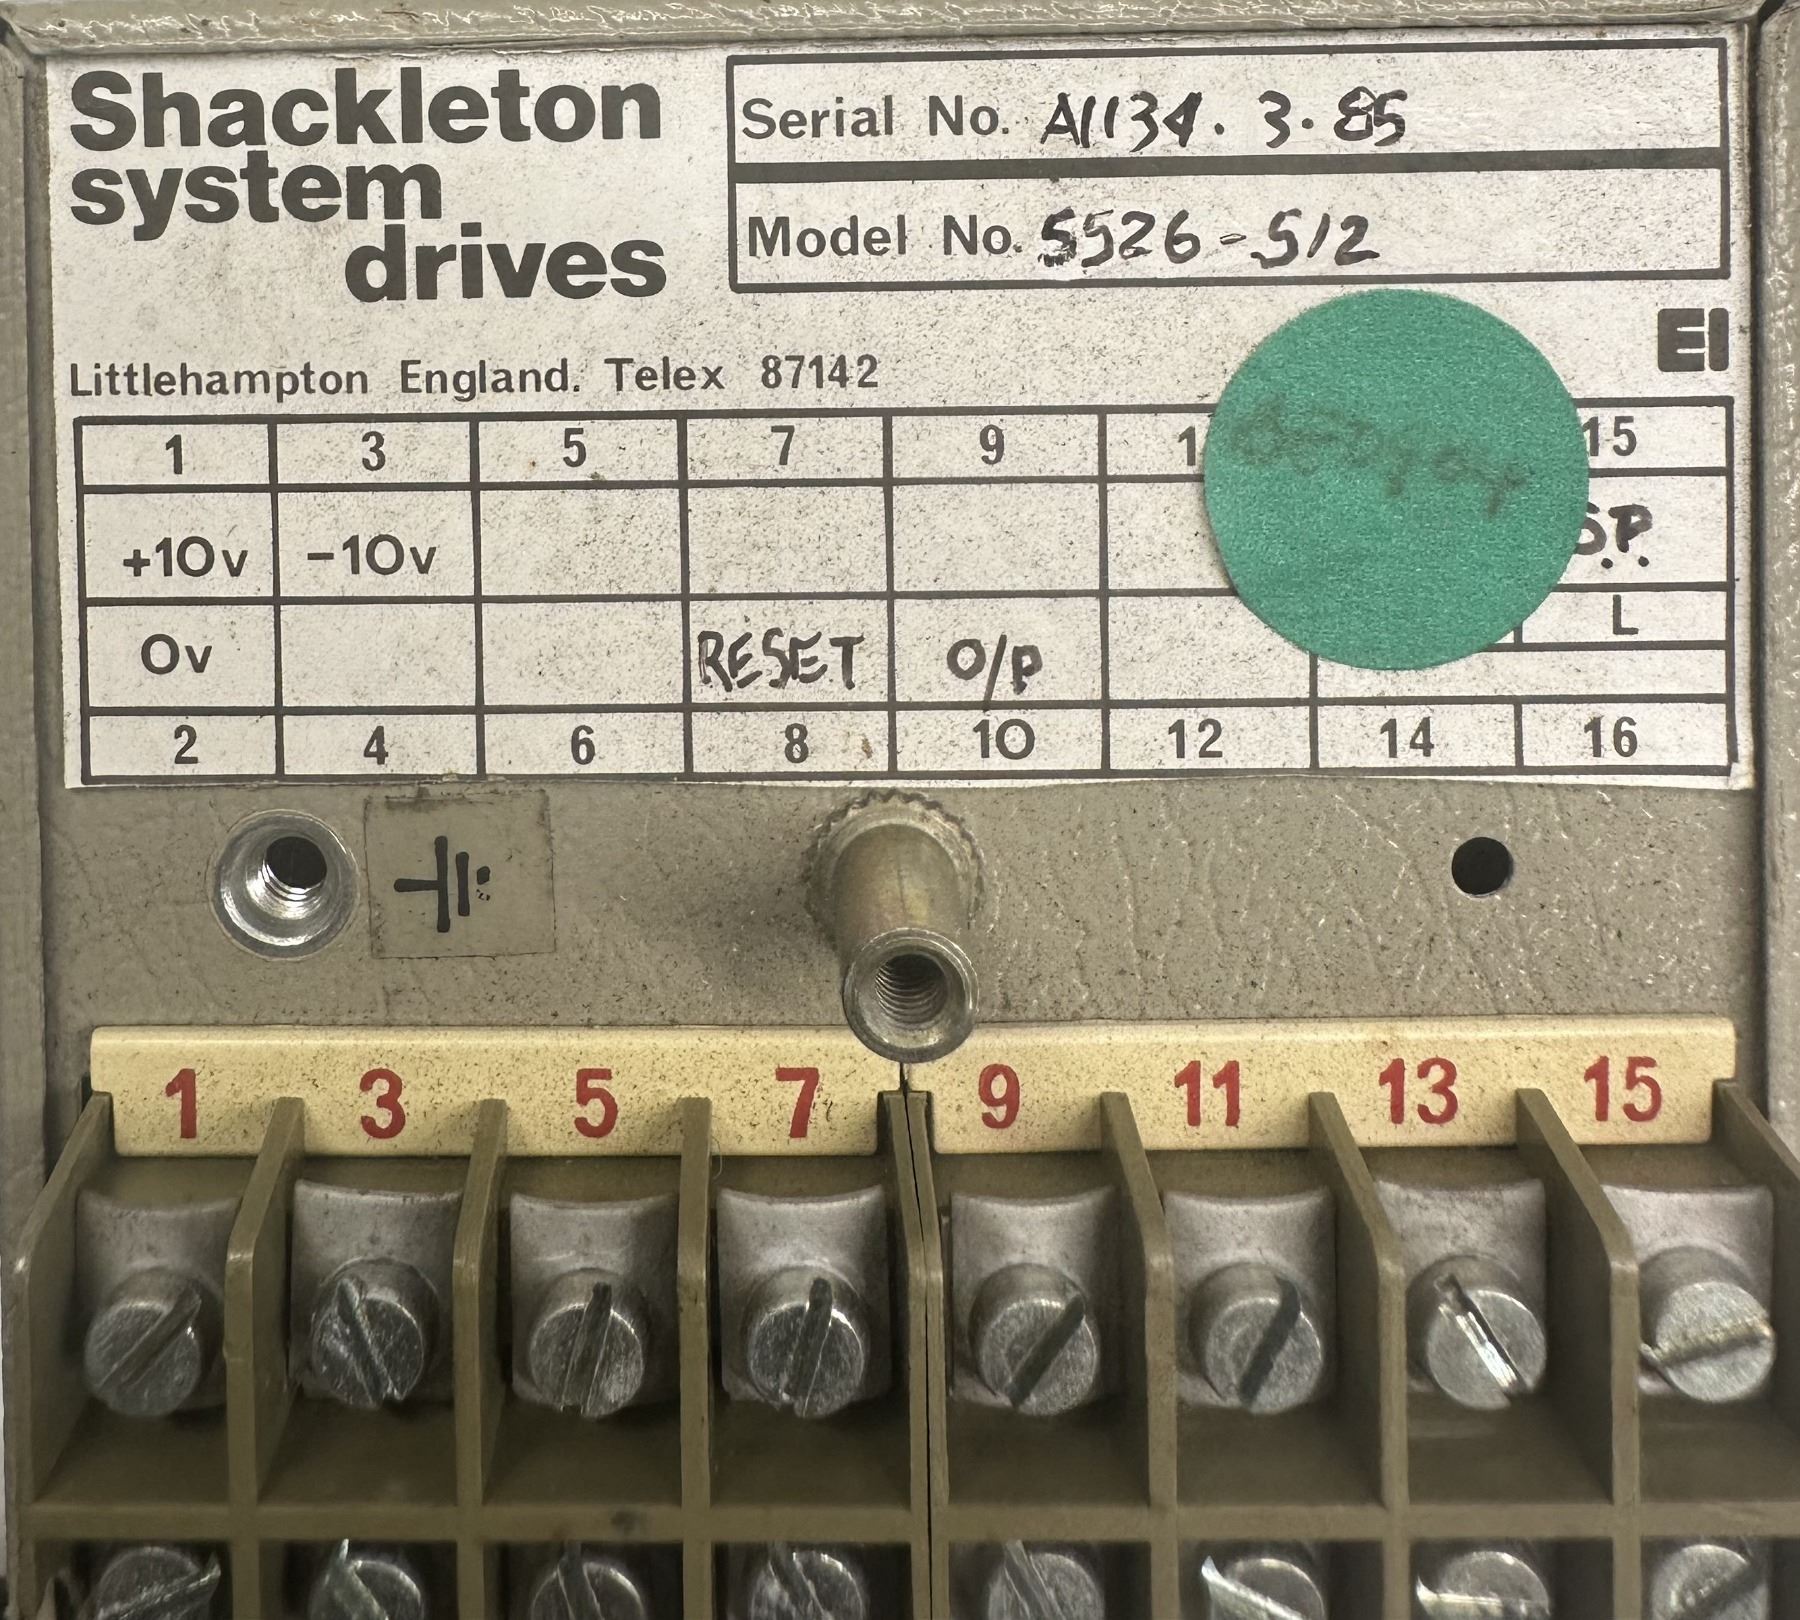 Shackleton
system
drives
Serial No. A1134. 3. 85
Model No. 5526-512
EI
Littlehampton England. Telex 87142
1 3 5 7 9 15
+10v -10v
0v RESET O/P L
2 4 6 8 10 12 14 16
1 3 5 7 9 11 13 15